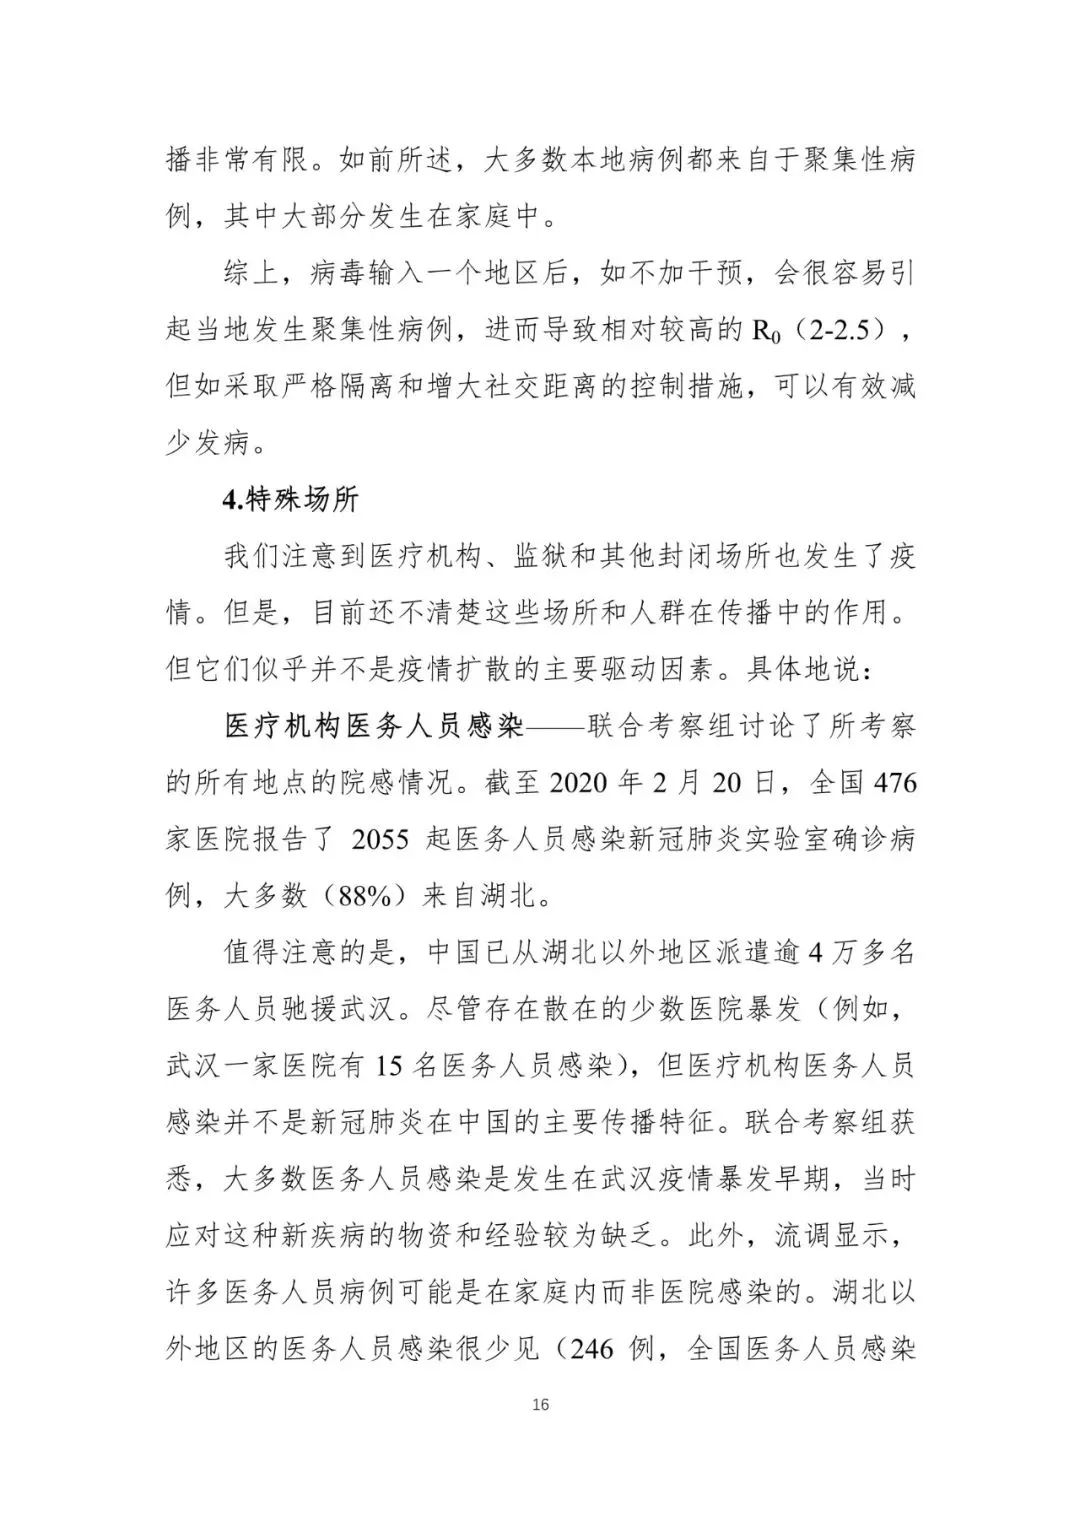 播非常有限。如前所述，大多数本地病例都来自于聚集性病
例，其中大部分发生在家庭中。
综上，病毒输入一个地区后，如不加干预，会很容易引
起当地发生聚集性病例，进而导致相对较高的 R₀（2-2.5），
但如采取严格隔离和增大社交距离的控制措施，可以有效减
少发病。
4.特殊场所
我们注意到医疗机构、监狱和其他封闭场所也发生了疫
情。但是，目前还不清楚这些场所和人群在传播中的作用。
但它们似乎并不是疫情扩散的主要驱动因素。具体地说：
医疗机构医务人员感染——联合考察组讨论了所考察
的所有地点的院感情况。截至 2020 年 2 月 20 日，全国 476
家医院报告了 2055 起医务人员感染新冠肺炎实验室确诊病
例，大多数（88%）来自湖北。
值得注意的是，中国已从湖北以外地区派遣逾 4 万多名
医务人员驰援武汉。尽管存在散在的少数医院暴发（例如，
武汉一家医院有 15 名医务人员感染），但医疗机构医务人员
感染并不是新冠肺炎在中国的主要传播特征。联合考察组获
悉，大多数医务人员感染是发生在武汉疫情暴发早期，当时
应对这种新疾病的物资和经验较为缺乏。此外，流调显示，
许多医务人员病例可能是在家庭内而非医院感染的。湖北以
外地区的医务人员感染很少见（246 例，全国医务人员感染
16